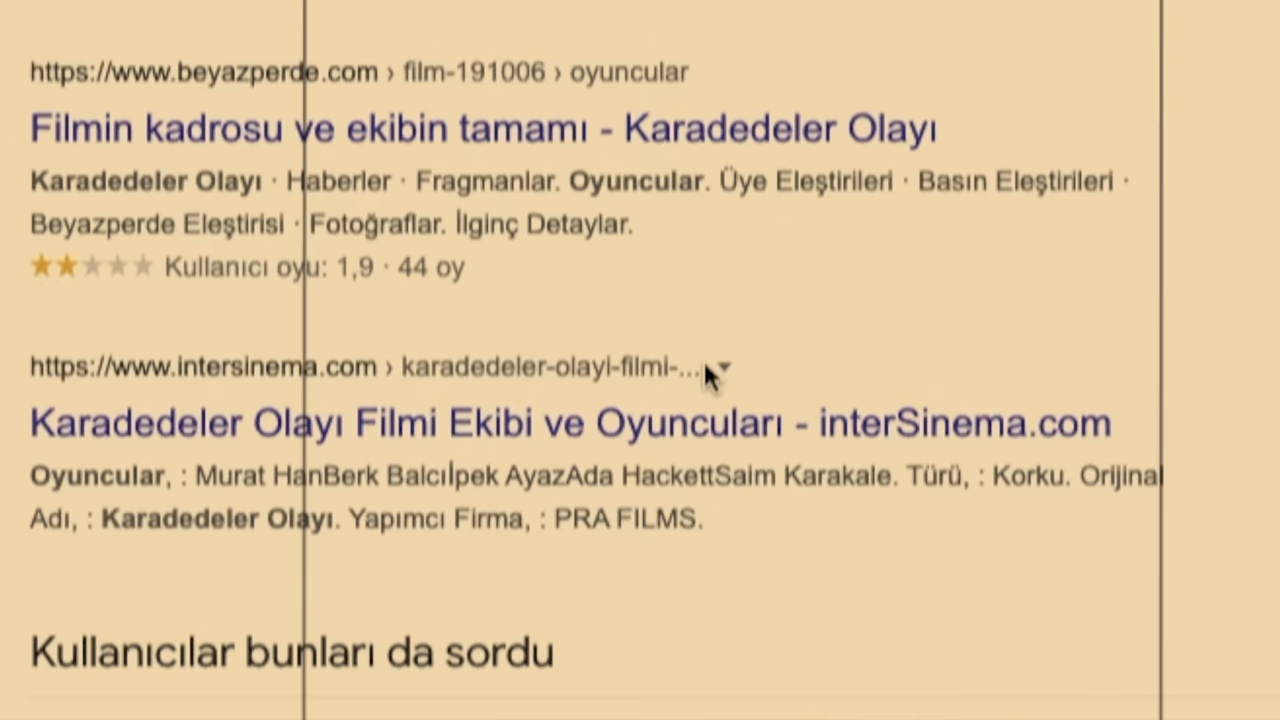 https://www.beyazperde.com › film-191006 › oyuncular
Filmin kadrosu ve ekibin tamamı - Karadedeler Olayı
Karadedeler Olayı · Haberler · Fragmanlar. Oyuncular. Üye Eleştirileri · Basın Eleştirileri ·
Beyazperde Eleştirisi · Fotoğraflar. İlginç Detaylar.
Kullanıcı oyu: 1,9 · 44 oy
https://www.intersinema.com › karadedeler-olayi-filmi-...
Karadedeler Olayı Filmi Ekibi ve Oyuncuları - interSinema.com
Oyuncular, : Murat HanBerk Balcıİpek AyazAda HackettSaim Karakale. Türü, : Korku. Orijinal
Adı, : Karadedeler Olayı. Yapımcı Firma, : PRA FILMS.
Kullanıcılar bunları da sordu